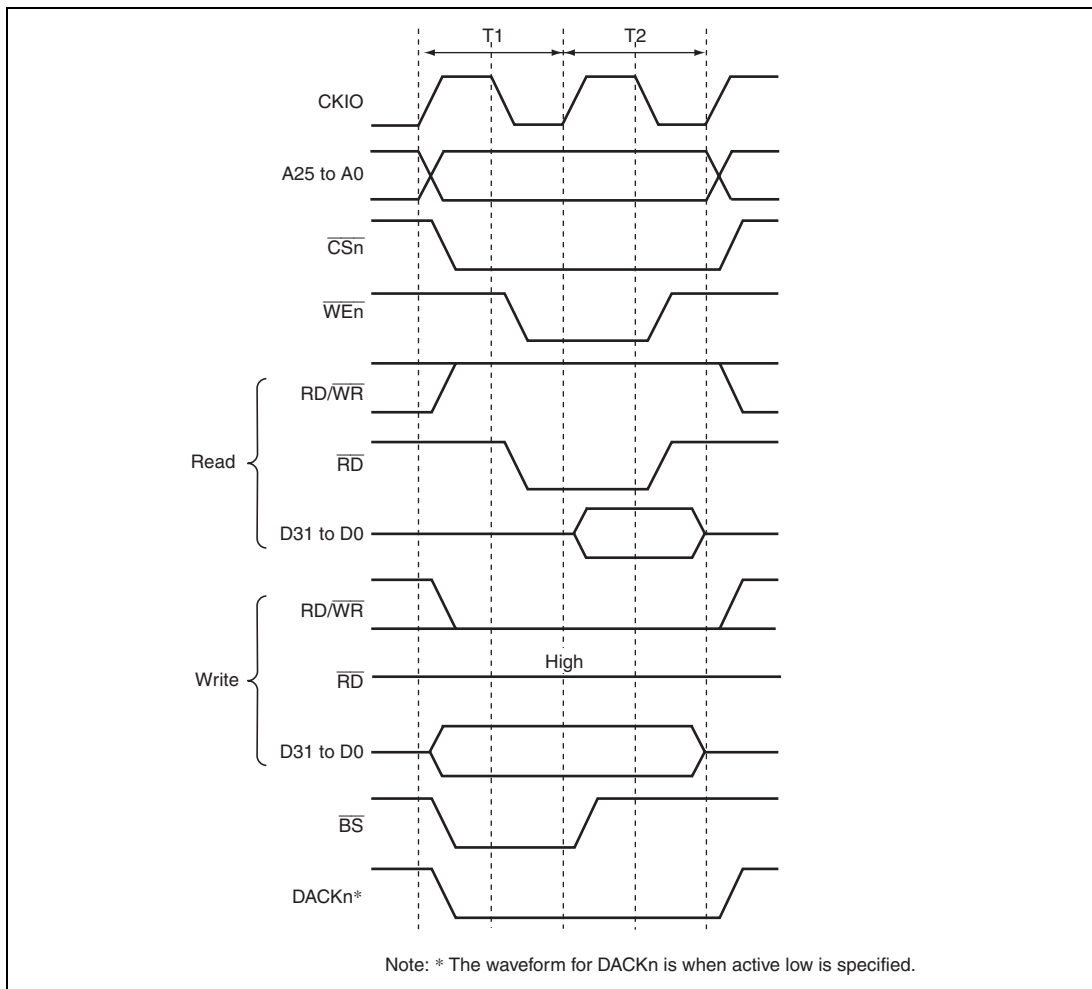 T1 T2
CKIO
A25 to A0
CSn
WEn
Read
RD/WR
RD
D31 to D0
Write
RD/WR
High
RD
D31 to D0
BS
DACKn*
Note: * The waveform for DACKn is when active low is specified.